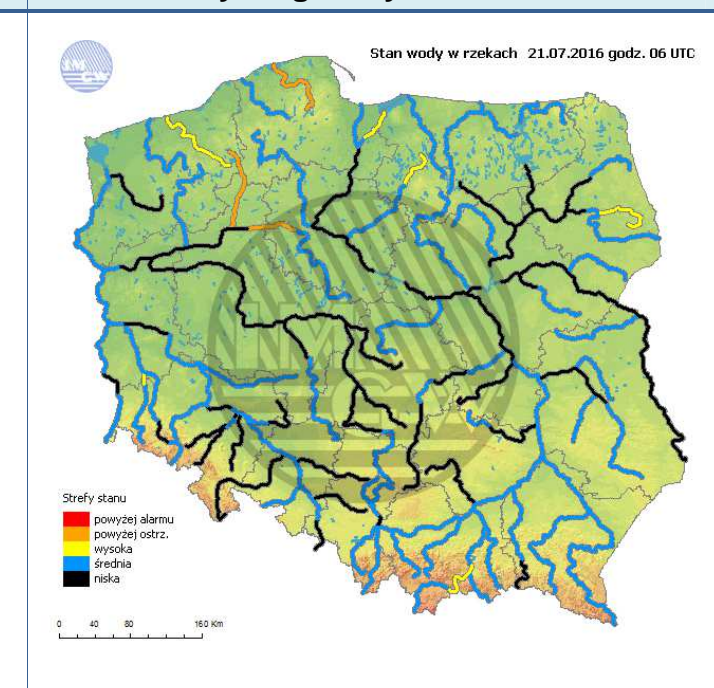 Stan wody w rzekach 21.07.2016 godz. 06 UTC
IMGW
Strefy stanu
powyżej alarmu
powyżej ostrz.
wysoka
średnia
niska
0 40 80 160 Km